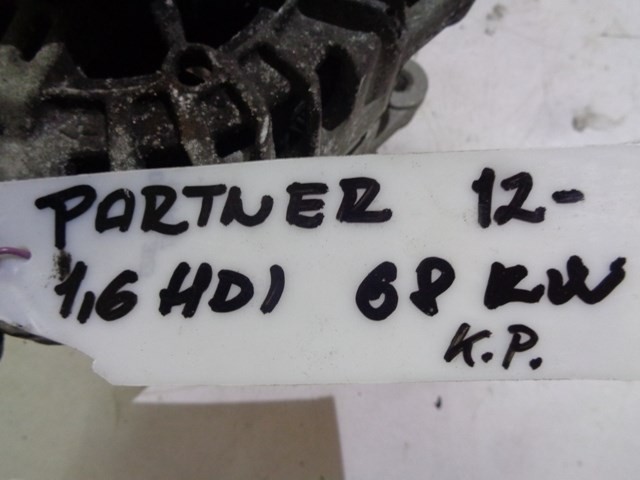 PARTNER 12-
1,6 HDI 68 KW
K.P.